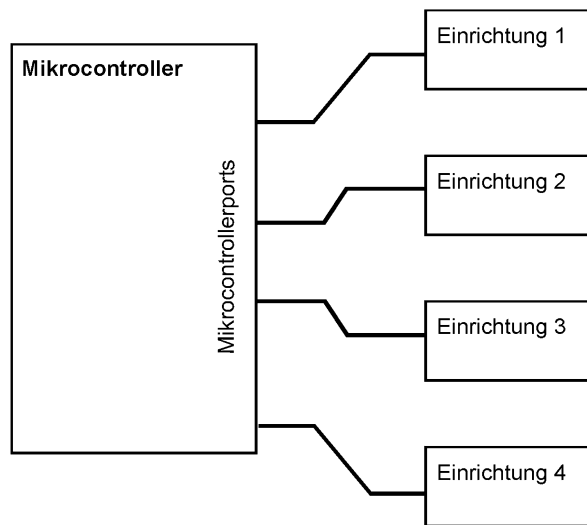 Mikrocontroller
Mikrocontrollerports
Einrichtung 1
Einrichtung 2
Einrichtung 3
Einrichtung 4